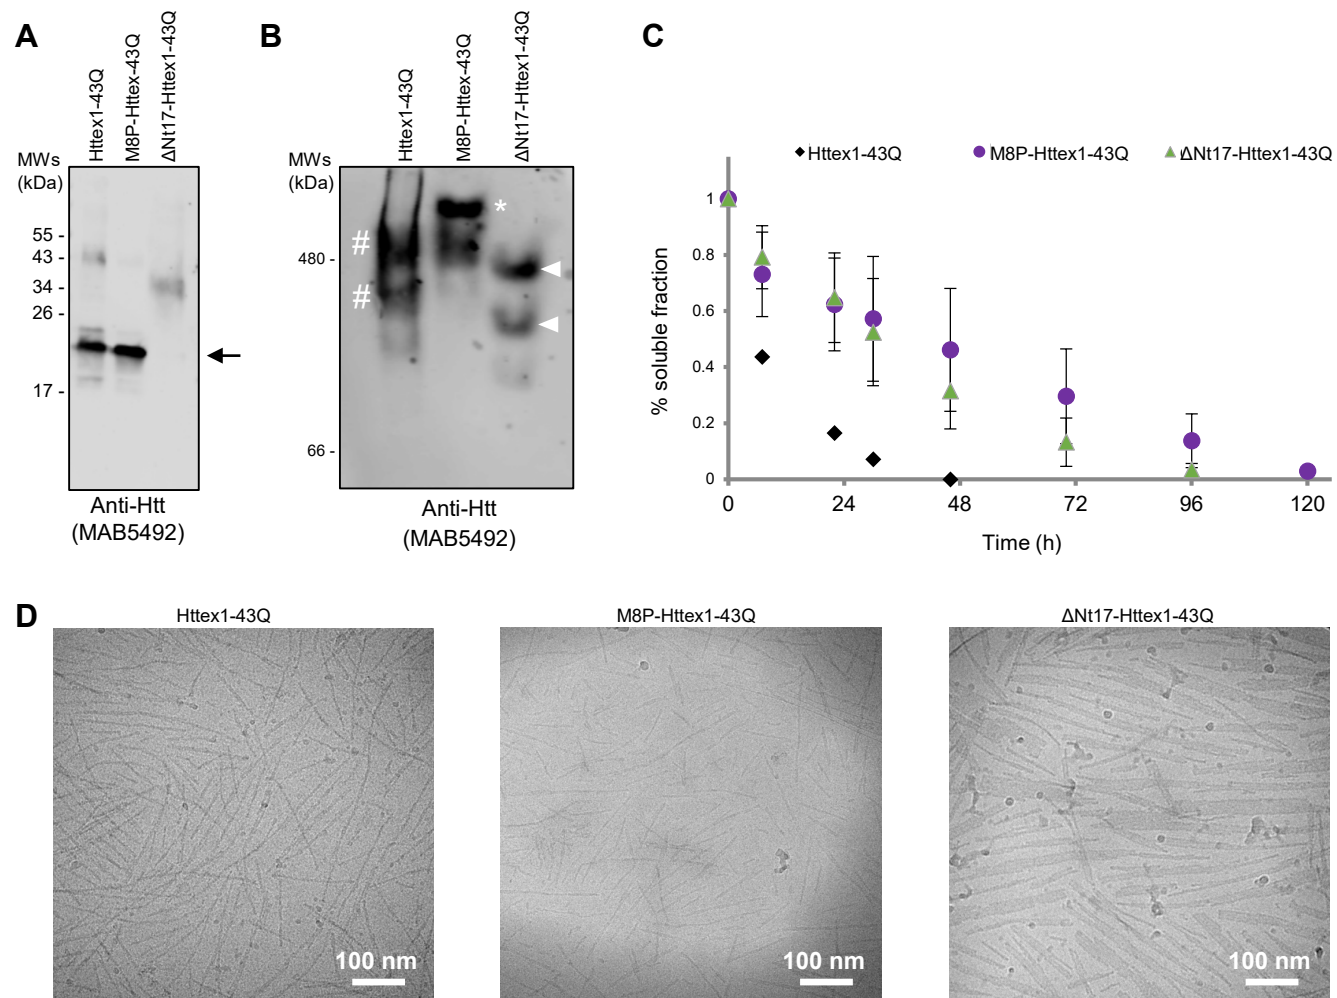 A
Httex1-43Q
M8P-Httex-43Q
ΔNt17-Httex1-43Q
MWs
(kDa)
55 -
43 -
34 -
26 -
17 -
Anti-Htt
(MAB5492)
B
Httex1-43Q
M8P-Httex-43Q
ΔNt17-Httex1-43Q
MWs
(kDa)
480 -
66 -
#
#
*
Anti-Htt
(MAB5492)
C
Httex1-43Q
M8P-Httex1-43Q
ΔNt17-Httex1-43Q
% soluble fraction
1
0.8
0.6
0.4
0.2
0
0 24 48 72 96 120
Time (h)
D
Httex1-43Q
100 nm
M8P-Httex1-43Q
100 nm
ΔNt17-Httex1-43Q
100 nm